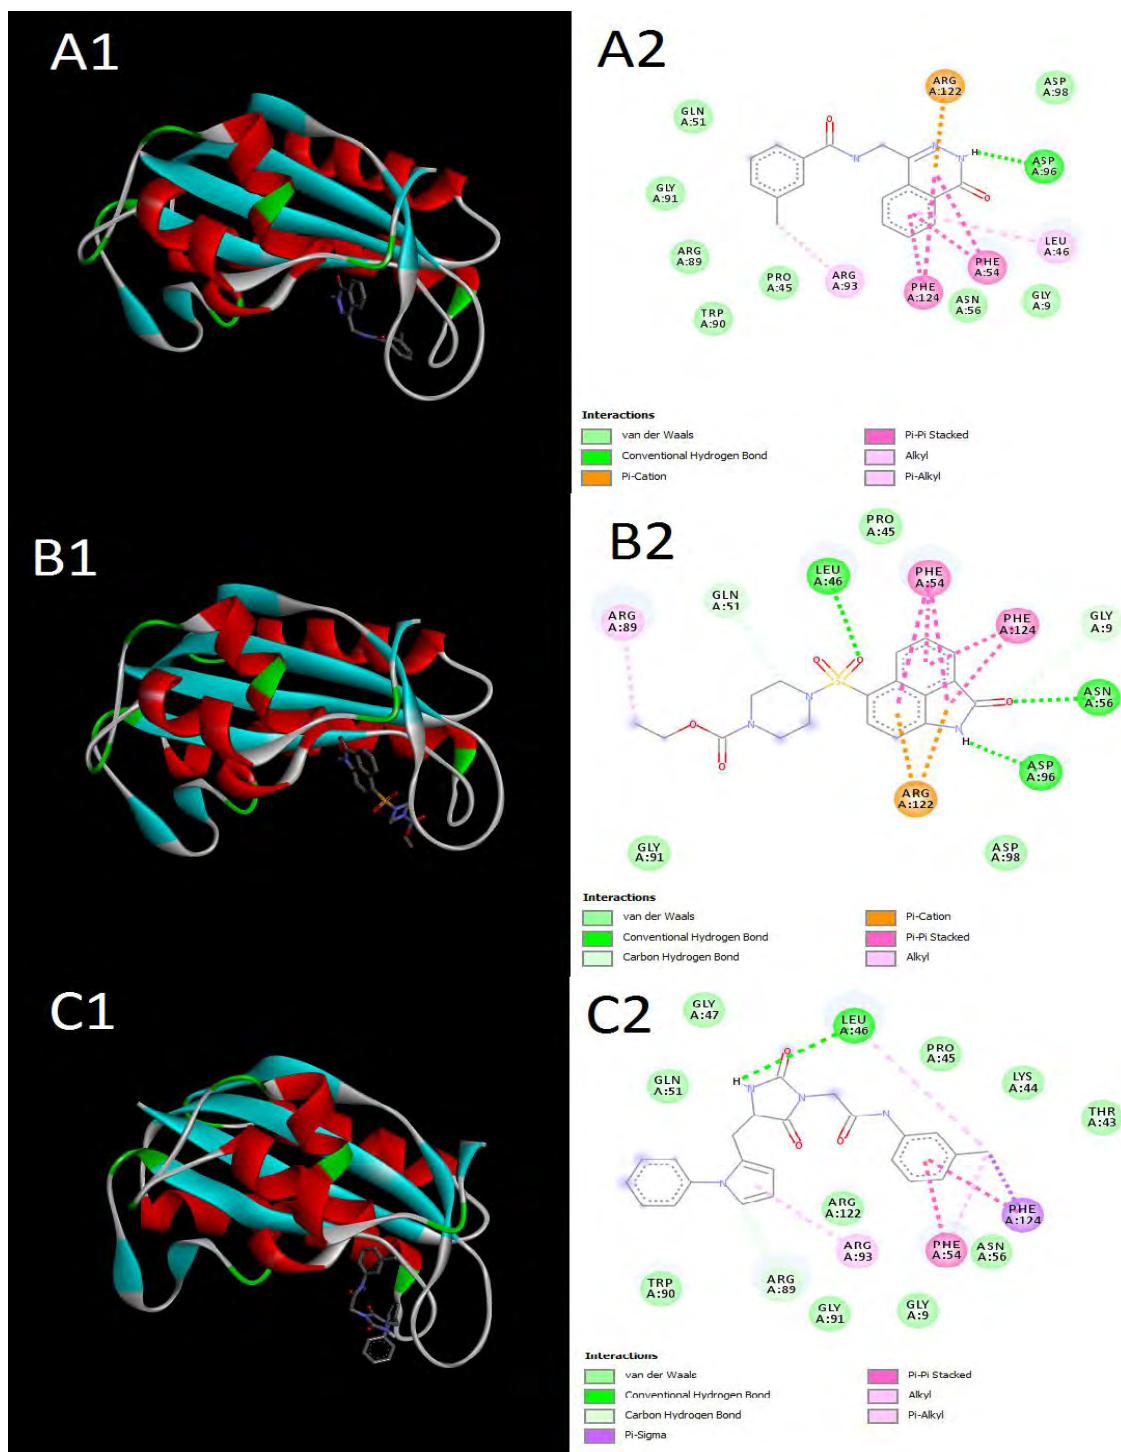 A1
A2
ARG
A:122
ASP
A:98
GLN
A:51
H
O
N
N
N
ASP
A:96
O
GLY
A:91
LEU
A:46
ARG
A:89
PRO
A:45
ARG
A:93
PHE
A:54
PHE
A:124
ASN
A:56
GLY
A:9
TRP
A:90
Interactions
van der Waals
Conventional Hydrogen Bond
Pi-Cation
Pi-Pi Stacked
Alkyl
Pi-Alkyl
B1
B2
PRO
A:45
LEU
A:46
PHE
A:54
GLN
A:51
ARG
A:89
PHE
A:124
GLY
A:9
O
O
S
N
N
O
O
O
N
H
ASN
A:56
ASP
A:96
ARG
A:122
GLY
A:91
ASP
A:98
Interactions
van der Waals
Conventional Hydrogen Bond
Carbon Hydrogen Bond
Pi-Cation
Pi-Pi Stacked
Alkyl
C1
C2
GLY
A:47
LEU
A:46
PRO
A:45
LYS
A:44
GLN
A:51
THR
A:43
H
N
O
N
O
O
N
N
ARG
A:122
PHE
A:124
ARG
A:93
PHE
A:54
ASN
A:56
TRP
A:90
ARG
A:89
GLY
A:91
GLY
A:9
Interactions
van der Waals
Conventional Hydrogen Bond
Carbon Hydrogen Bond
Pi-Sigma
Pi-Pi Stacked
Alkyl
Pi-Alkyl